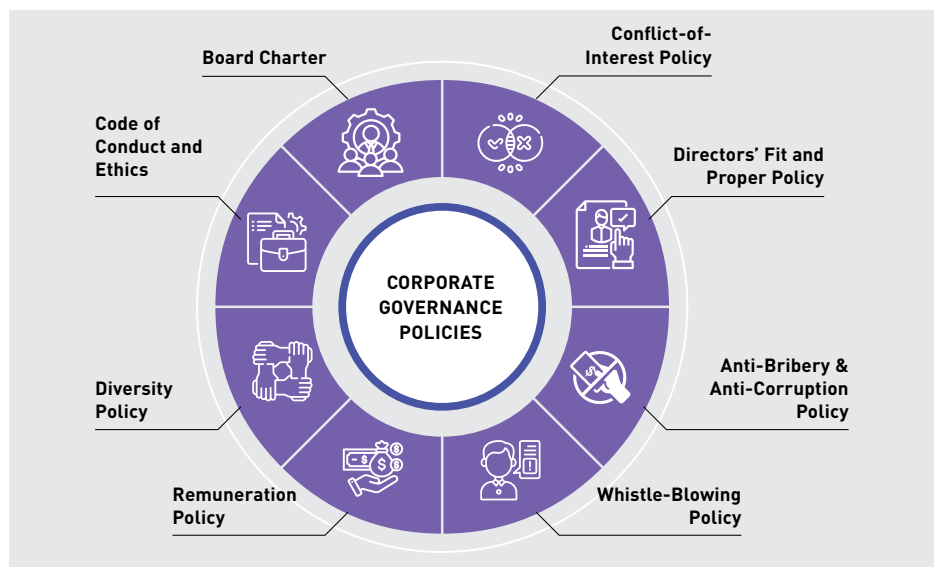 Board Charter
Conflict-of-
Interest Policy
Code of
Conduct and
Ethics
Directors’ Fit and
Proper Policy
CORPORATE
GOVERNANCE
POLICIES
Diversity
Policy
Anti-Bribery &
Anti-Corruption
Policy
Remuneration
Policy
Whistle-Blowing
Policy